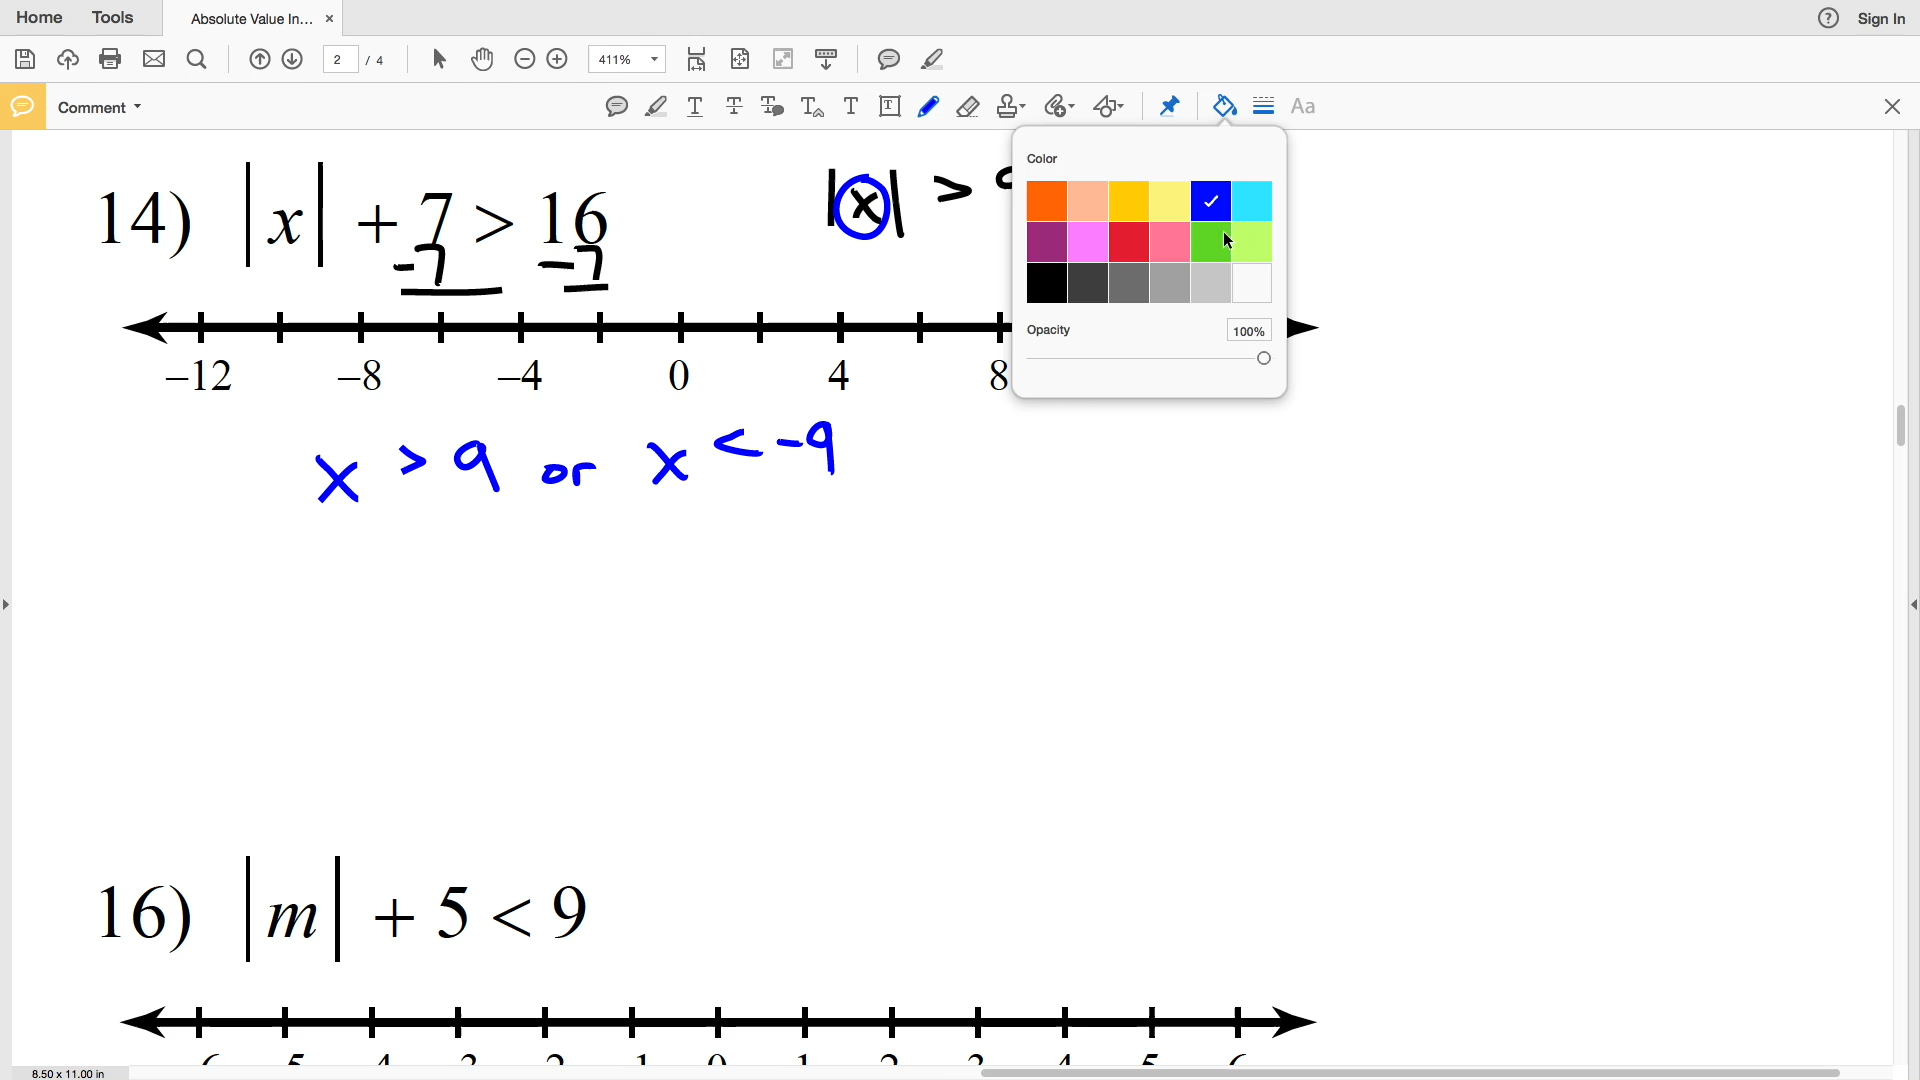 Home Tools Absolute Value In... × ? Sign In
2 / 4 411%
Comment T T T T T T Aa
Color
14) |x| + 7 > 16
|x| >
-7 -7
Opacity 100%
-12 -8 -4 0 4 8
x > 9 or x < -9
16) |m| + 5 < 9
8.50 x 11.00 in